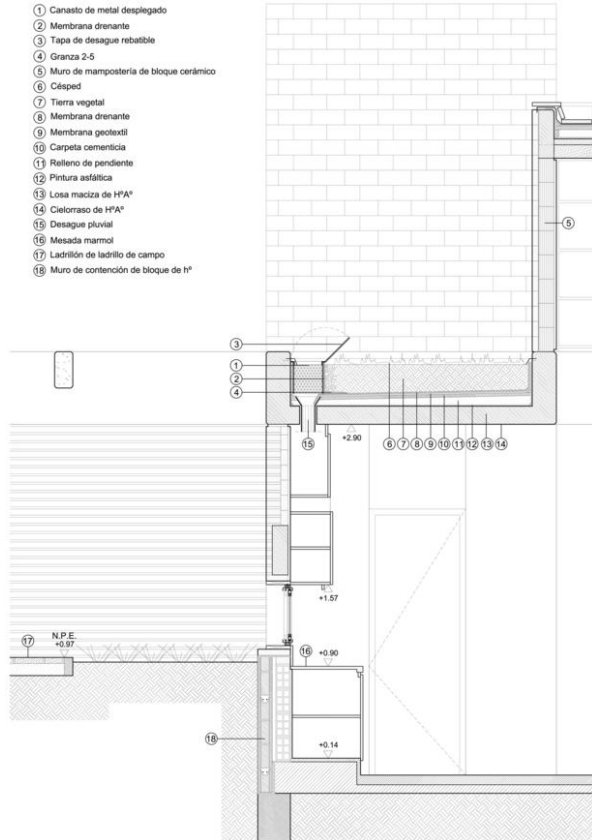 1 Canasto de metal desplegado
2 Membrana drenante
3 Tapa de desague rebatible
4 Granza 2-5
5 Muro de mampostería de bloque cerámico
6 Césped
7 Tierra vegetal
8 Membrana drenante
9 Membrana geotextil
10 Carpeta cementicia
11 Relleno de pendiente
12 Pintura asfáltica
13 Losa maciza de HºAº
14 Cielorraso de HºAº
15 Desague pluvial
16 Mesada marmol
17 Ladrillón de ladrillo de campo
18 Muro de contención de bloque de hº
5
3
1
2
4
15
+2.90
6 7 8 9 10 11 12 13 14
+1.57
17
N.P.E.
+0.97
16
+0.90
18
+0.14